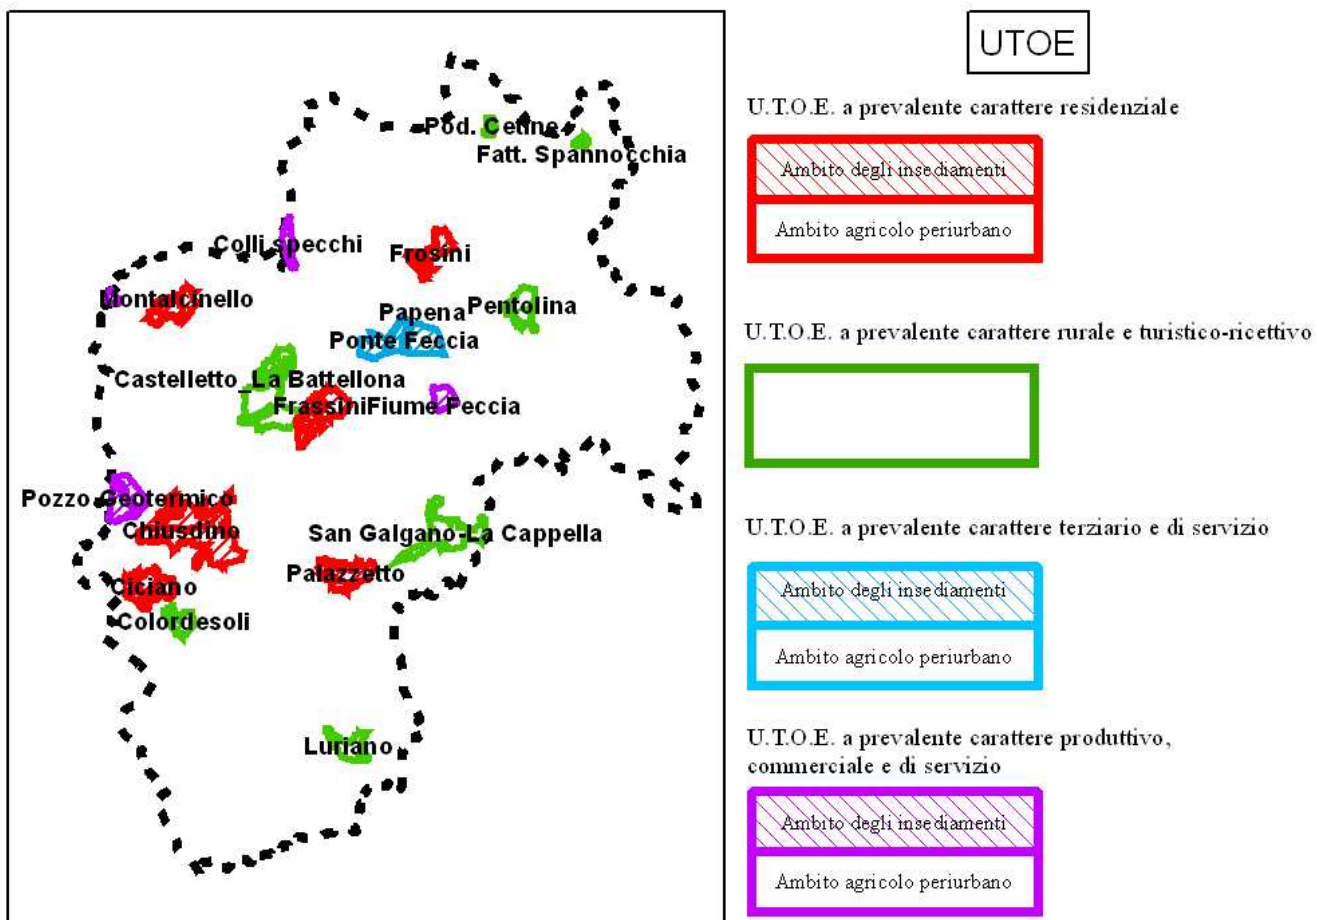 UTOE
U.T.O.E. a prevalente carattere residenziale
Ambito degli insediamenti
Ambito agricolo periurbano
U.T.O.E. a prevalente carattere rurale e turistico-ricettivo
U.T.O.E. a prevalente carattere terziario e di servizio
Ambito degli insediamenti
Ambito agricolo periurbano
U.T.O.E. a prevalente carattere produttivo,
commerciale e di servizio
Ambito degli insediamenti
Ambito agricolo periurbano
Pod. Cetine
Fatt. Spannocchia
Colli specchi
Frosini
Montalcinello
Papena
Pentolina
Ponte Feccia
Castelletto_La Battellona
Frassini
Fiume Feccia
Pozzo Geotermico
Chiusdino
San Galgano-La Cappella
Palazzetto
Ciciano
Colordesoli
Luriano